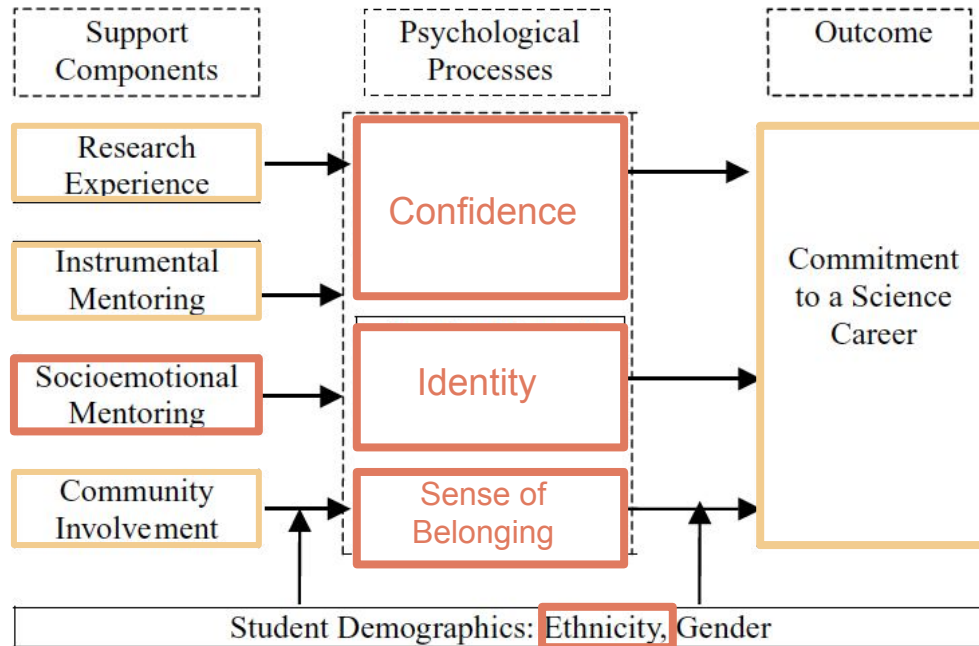 Support
Components
Psychological
Processes
Outcome
Research
Experience
Instrumental
Mentoring
Socioemotional
Mentoring
Community
Involvement
Confidence
Identity
Sense of
Belonging
Commitment
to a Science
Career
Student Demographics: Ethnicity, Gender